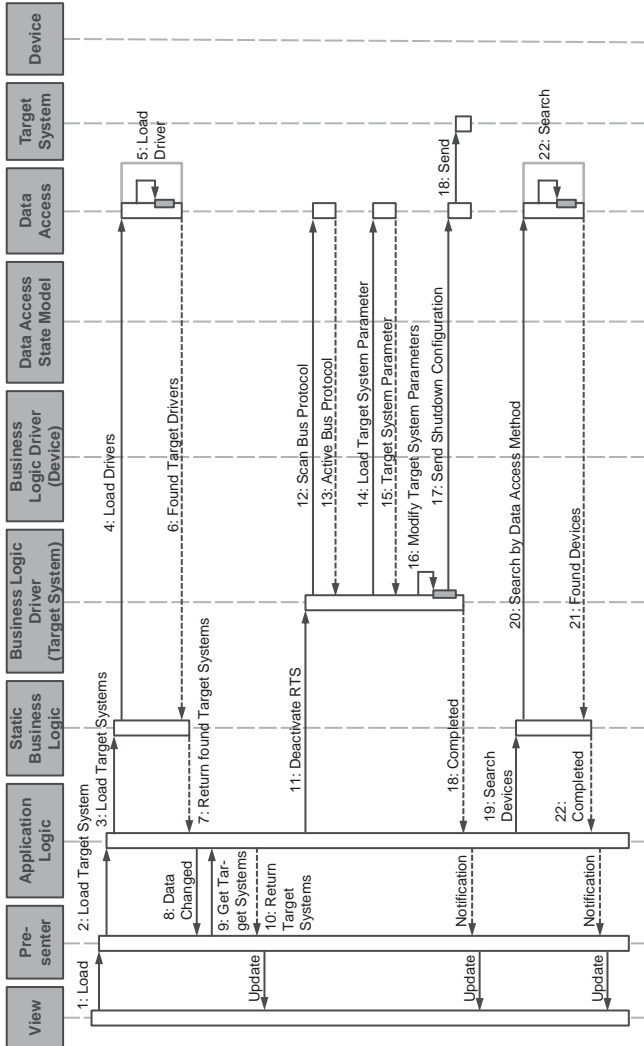 View
Pre-
senter
Application
Logic
Static
Business
Logic
Business Logic
Driver
(Target System)
Business
Logic Driver
(Device)
Data Access
State Model
Data
Access
Target
System
Device
1: Load
2: Load Target System
3: Load Target Systems
4: Load Drivers
5: Load
Driver
6: Found Target Drivers
7: Return found Target Systems
8: Data
Changed
9: Get Tar-
get Systems
10: Return
Target
Systems
Update
11: Deactivate RTS
12: Scan Bus Protocol
13: Active Bus Protocol
14: Load Target System Parameter
15: Target System Parameter
16: Modify Target System Parameters
17: Send Shutdown Configuration
18: Send
18: Completed
Notification
Update
19: Search
Devices
20: Search by Data Access Method
22: Search
21: Found Devices
22:
Completed
Notification
Update